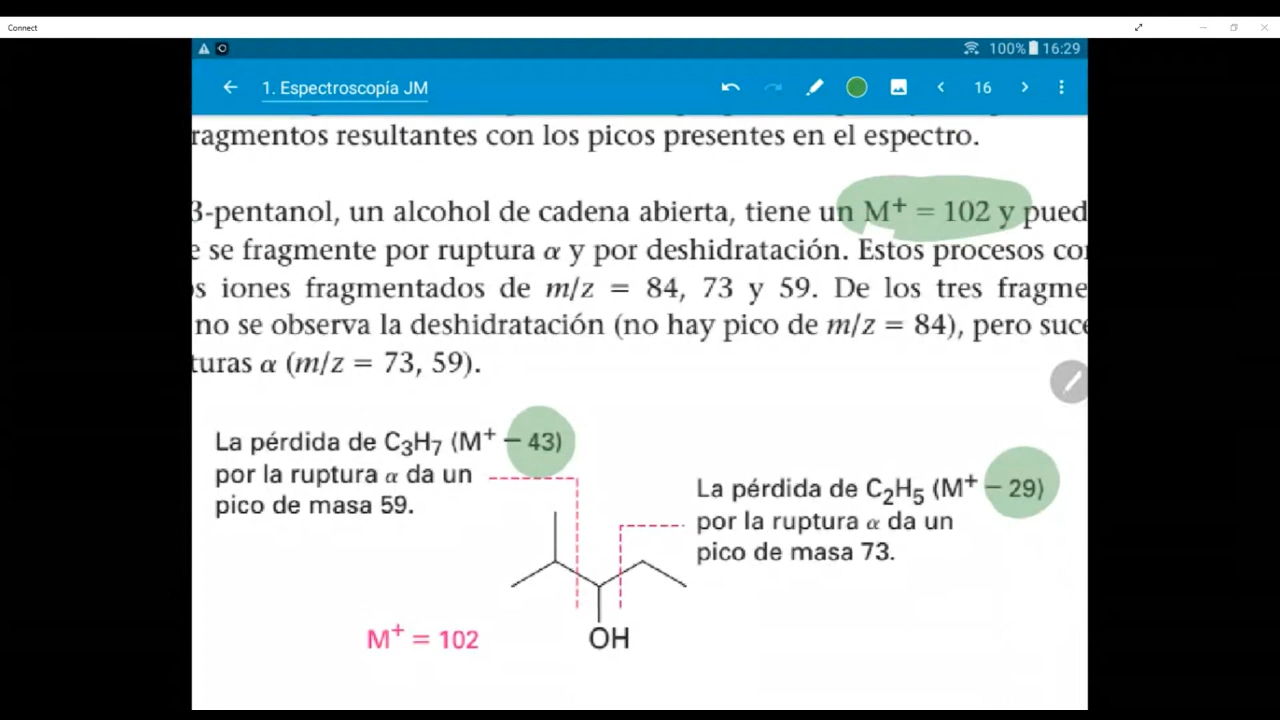 Connect
100% 16:29
1. Espectroscopía JM
16
ragmentos resultantes con los picos presentes en el espectro.
3-pentanol, un alcohol de cadena abierta, tiene un M⁺ = 102 y pued
e se fragmente por ruptura α y por deshidratación. Estos procesos co
s iones fragmentados de m/z = 84, 73 y 59. De los tres fragme
no se observa la deshidratación (no hay pico de m/z = 84), pero suce
turas α (m/z = 73, 59).
La pérdida de C₃H₇ (M⁺ − 43)
por la ruptura α da un
pico de masa 59.
La pérdida de C₂H₅ (M⁺ − 29)
por la ruptura α da un
pico de masa 73.
M⁺ = 102
OH